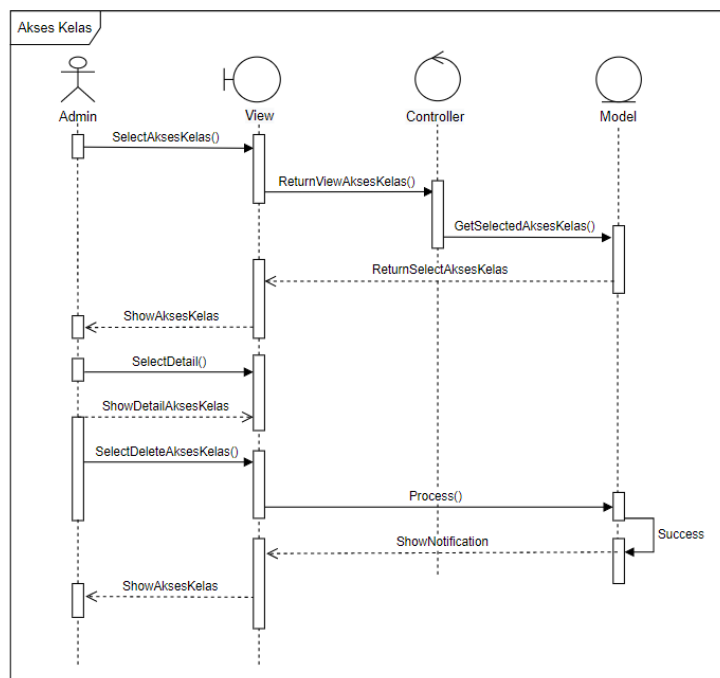 Akses Kelas
Admin
View
Controller
Model
SelectAksesKelas()
ReturnViewAksesKelas()
GetSelectedAksesKelas()
ReturnSelectAksesKelas
ShowAksesKelas
SelectDetail()
ShowDetailAksesKelas
SelectDeleteAksesKelas()
Process()
Success
ShowNotification
ShowAksesKelas